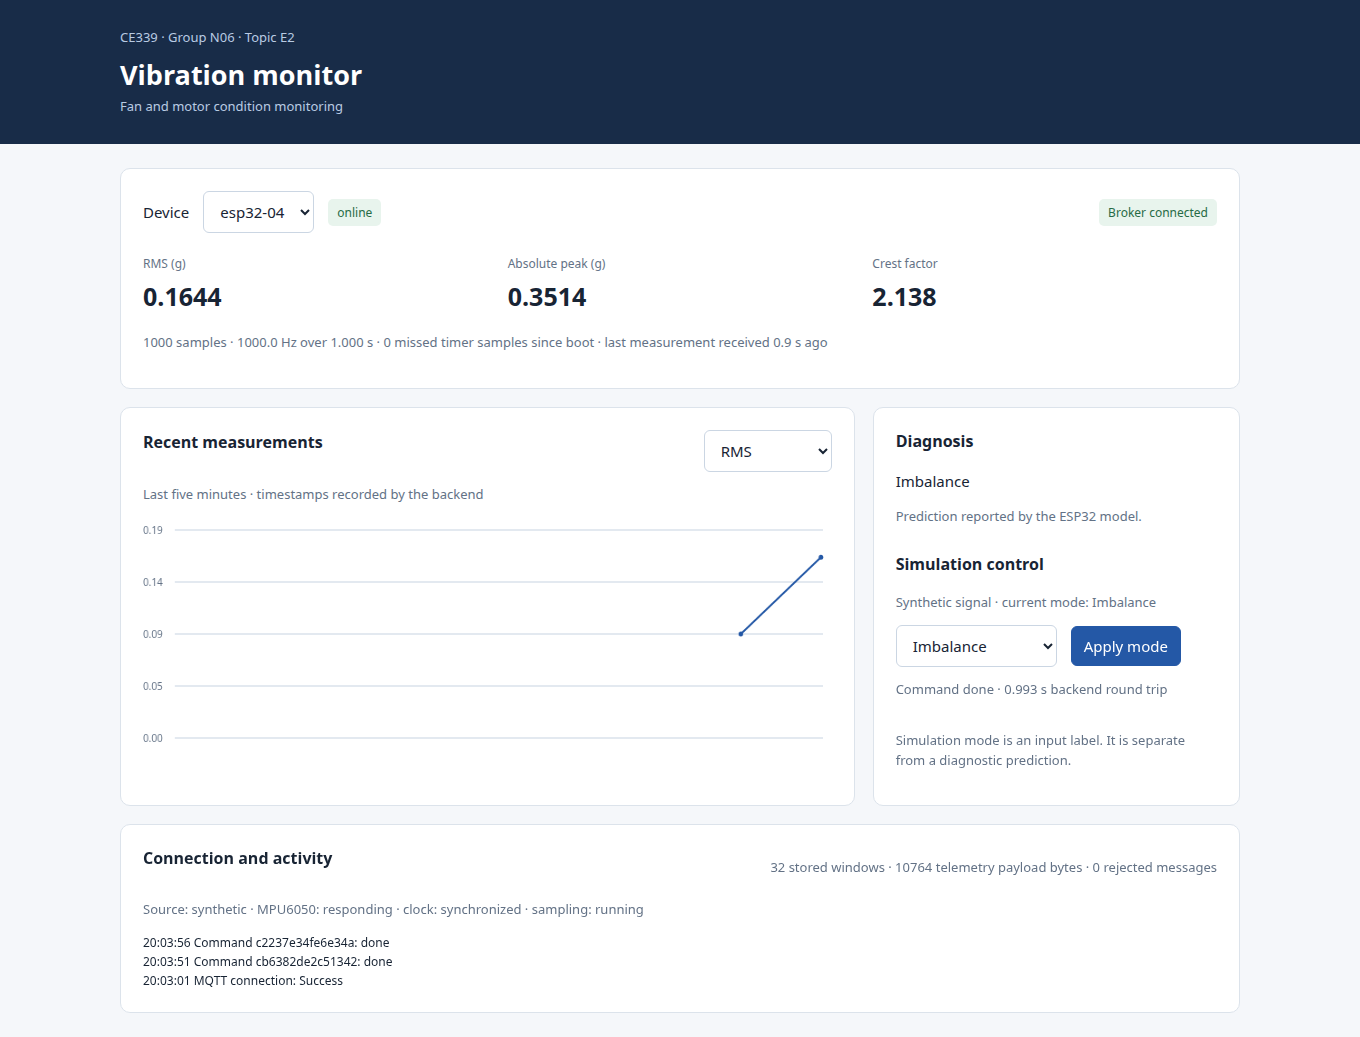 CE339 · Group N06 · Topic E2
Vibration monitor
Fan and motor condition monitoring
Device esp32-04 online Broker connected
RMS (g) Absolute peak (g) Crest factor
0.1644 0.3514 2.138
1000 samples · 1000.0 Hz over 1.000 s · 0 missed timer samples since boot · last measurement received 0.9 s ago
Recent measurements RMS
Last five minutes · timestamps recorded by the backend
0.19
0.14
0.09
0.05
0.00
Diagnosis
Imbalance
Prediction reported by the ESP32 model.
Simulation control
Synthetic signal · current mode: Imbalance
Imbalance Apply mode
Command done · 0.993 s backend round trip
Simulation mode is an input label. It is separate
from a diagnostic prediction.
Connection and activity
32 stored windows · 10764 telemetry payload bytes · 0 rejected messages
Source: synthetic · MPU6050: responding · clock: synchronized · sampling: running
20:03:56 Command c2237e34fe6e34a: done
20:03:51 Command cb6382de2c51342: done
20:03:01 MQTT connection: Success